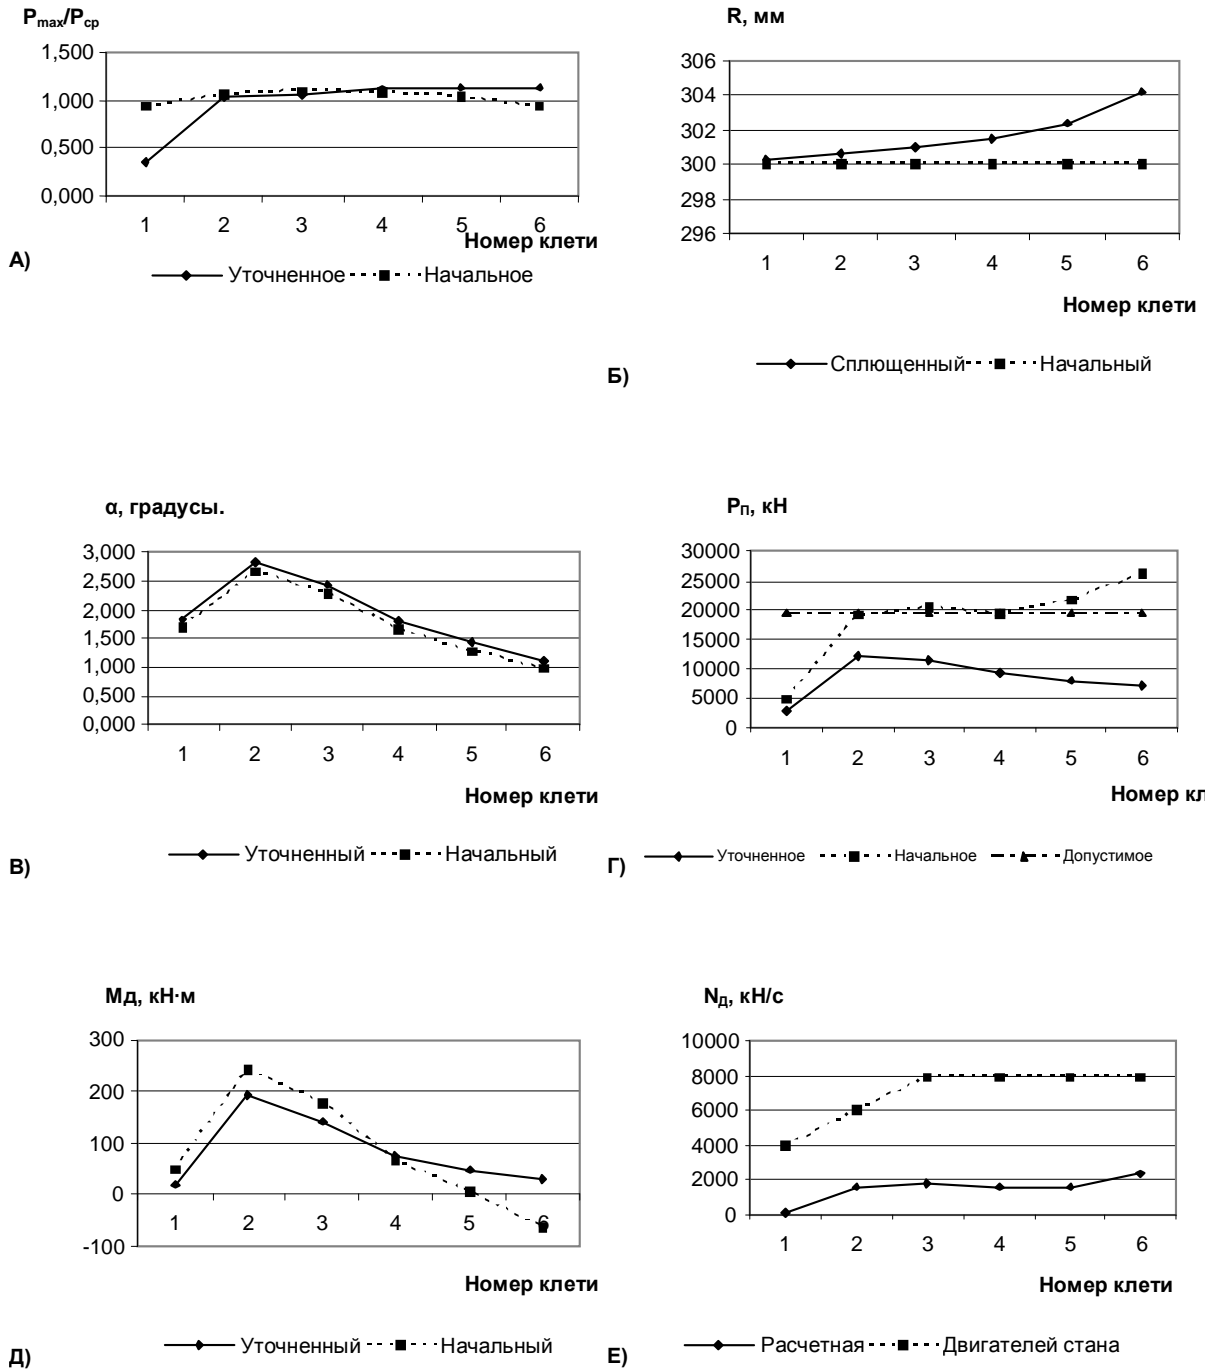 Pmax/Pср
1,500
1,000
0,500
0,000
1 2 3 4 5 6
Номер клети
А)
Уточненное Начальное
R, мм
306
304
302
300
298
296
1 2 3 4 5 6
Номер клети
Сплющенный Начальный
Б)
α, градусы.
3,000
2,500
2,000
1,500
1,000
0,500
0,000
1 2 3 4 5 6
Номер клети
В)
Уточненный Начальный
PП, кН
30000
25000
20000
15000
10000
5000
0
1 2 3 4 5 6
Номер кл
Г)
Уточненное Начальное Допустимое
Mд, кН·м
300
200
100
0
-100
1 2 3 4 5 6
Номер клети
Д)
Уточненный Начальный
NД, кН/с
10000
8000
6000
4000
2000
0
1 2 3 4 5 6
Номер клети
Е)
Расчетная Двигателей стана